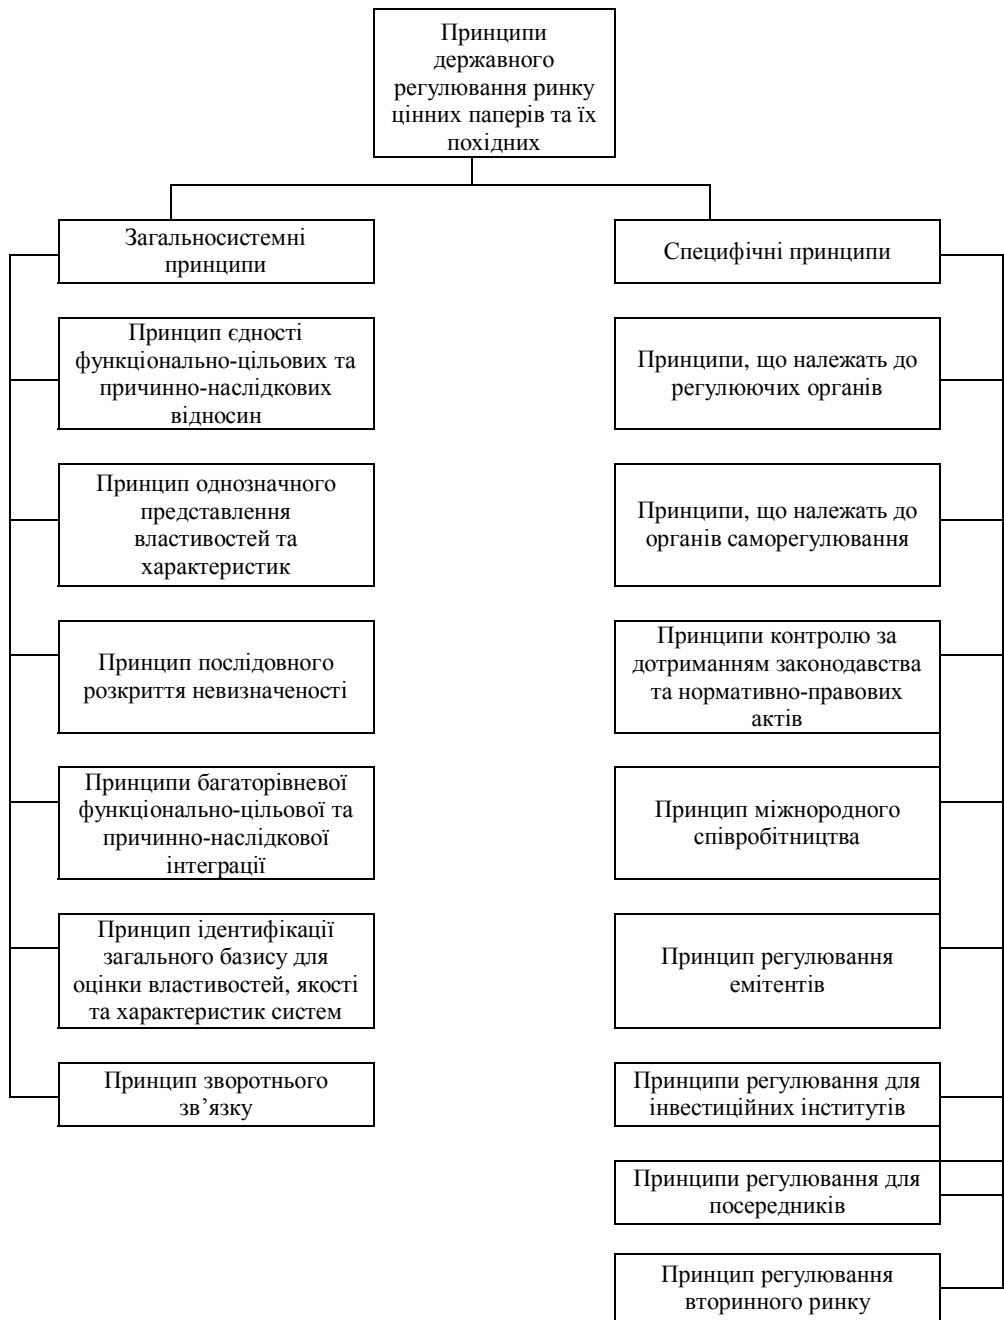 Принципи
державного
регулювання ринку
цінних паперів та їх
похідних
Загальносистемні
принципи
Принцип єдності
функціонально-цільових та
причинно-наслідкових
відносин
Принцип однозначного
представлення
властивостей та
характеристик
Принцип послідовного
розкриття невизначеності
Принципи багаторівневої
функціонально-цільової та
причинно-наслідкової
інтеграції
Принцип ідентифікації
загального базису для
оцінки властивостей, якості
та характеристик систем
Принцип зворотнього
зв’язку
Специфічні принципи
Принципи, що належать до
регулюючих органів
Принципи, що належать до
органів саморегулювання
Принципи контролю за
дотриманням законодавства
та нормативно-правових
актів
Принцип міжнородного
співробітництва
Принцип регулювання
емітентів
Принципи регулювання для
інвестиційних інститутів
Принципи регулювання для
посередників
Принцип регулювання
вторинного ринку